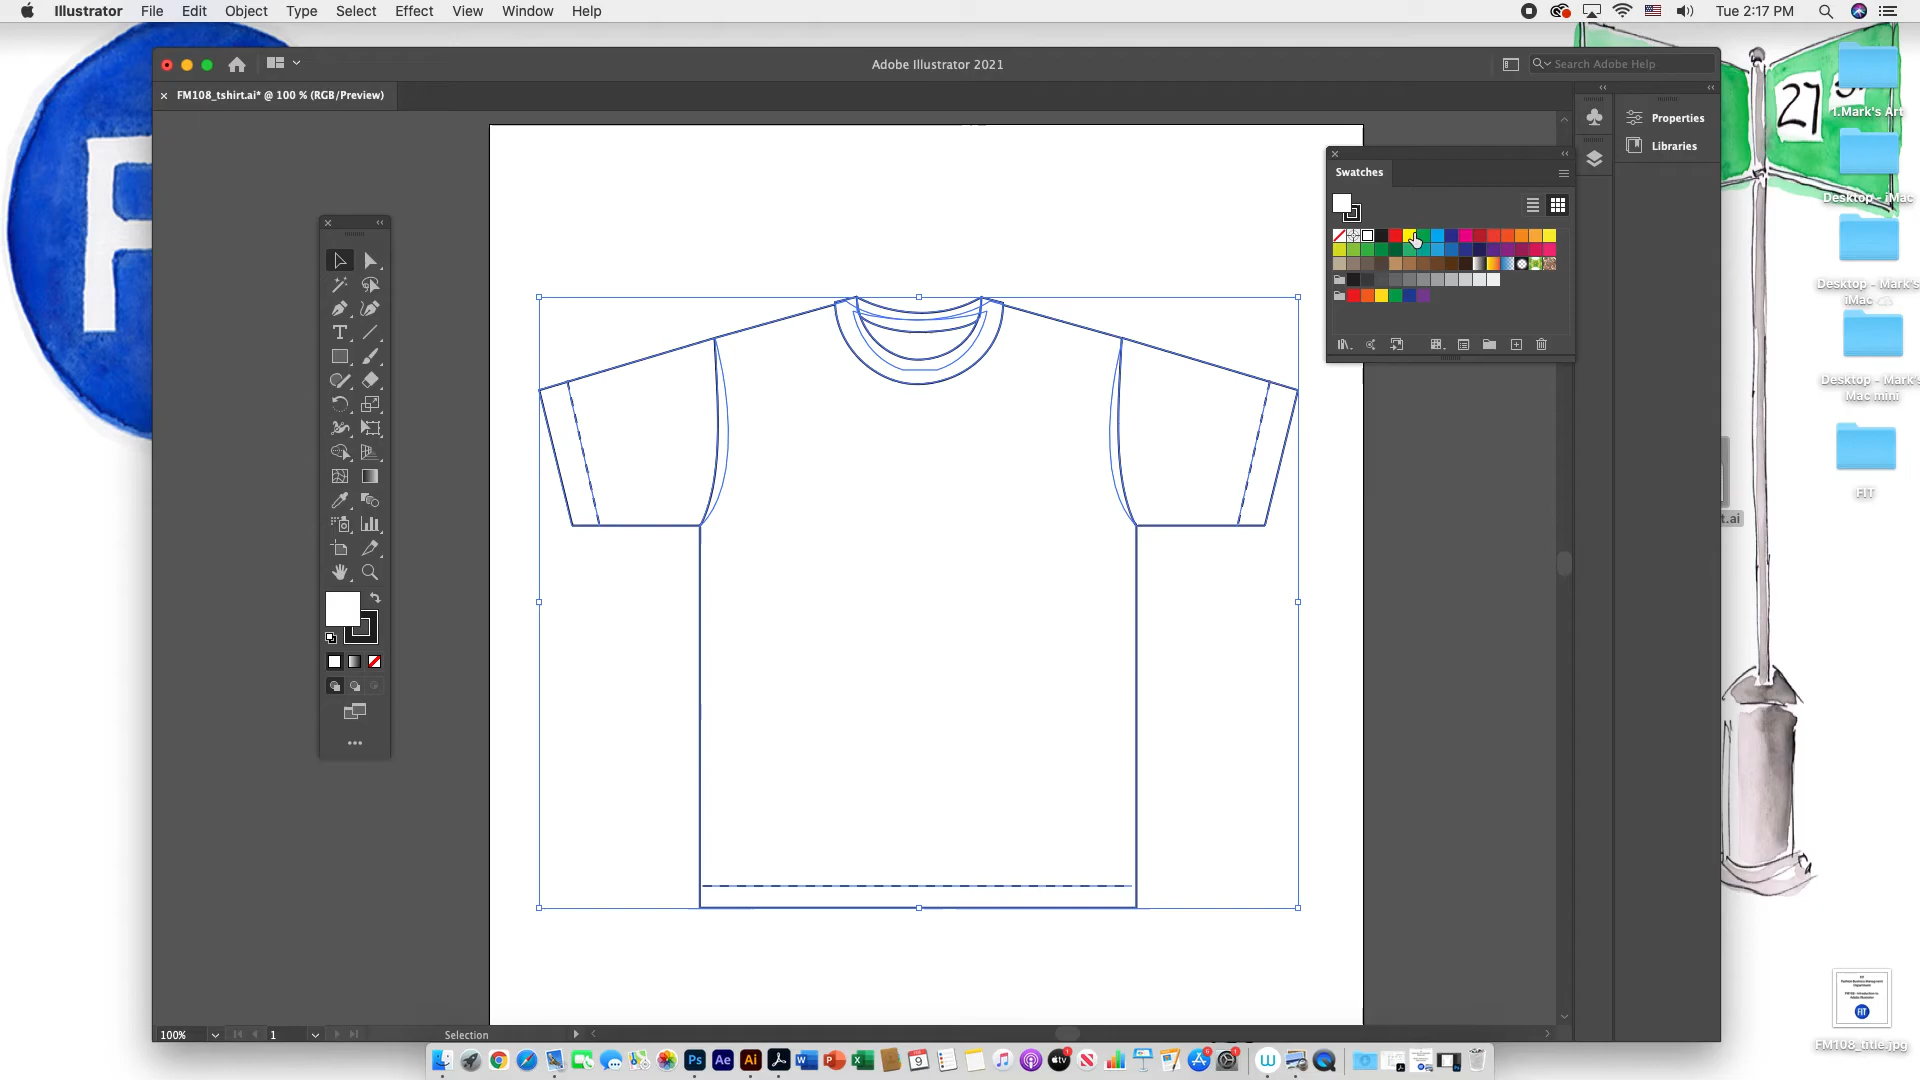 Illustrator File Edit Object Type Select Effect View Window Help
Tue 2:17 PM
Adobe Illustrator 2021
Search Adobe Help
FM108_tshirt.ai* @ 100 % (RGB/Preview)
Properties
Libraries
Swatches
27
I.Mark's Art
Desktop - iMac
Desktop - Mark's
iMac
Desktop - Mark's
Mac mini
FIT
t.ai
FM108_title.jpg
100%
1
Selection